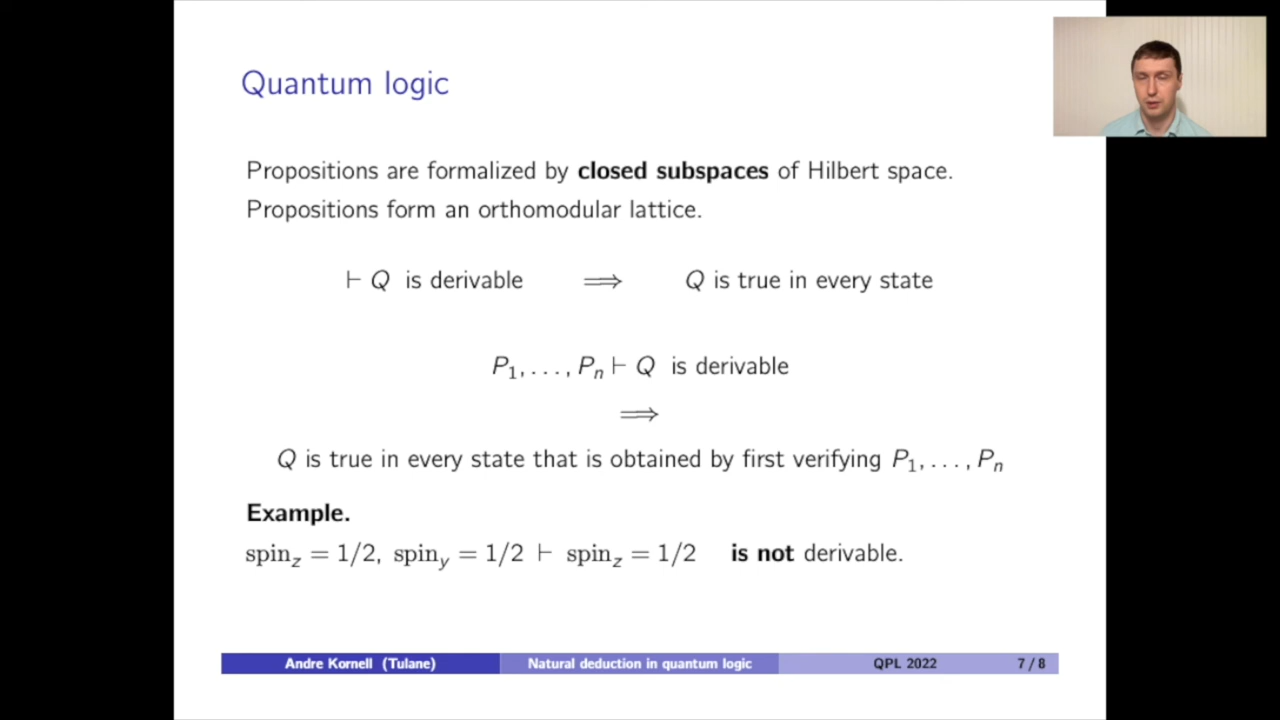 Quantum logic
Propositions are formalized by closed subspaces of Hilbert space.
Propositions form an orthomodular lattice.
⊢ Q is derivable ⟹ Q is true in every state
P₁, . . . , Pₙ ⊢ Q is derivable
⟹
Q is true in every state that is obtained by first verifying P₁, . . . , Pₙ
Example.
spin_z = 1/2, spin_y = 1/2 ⊢ spin_z = 1/2 is not derivable.
Andre Kornell (Tulane) Natural deduction in quantum logic QPL 2022 7 / 8